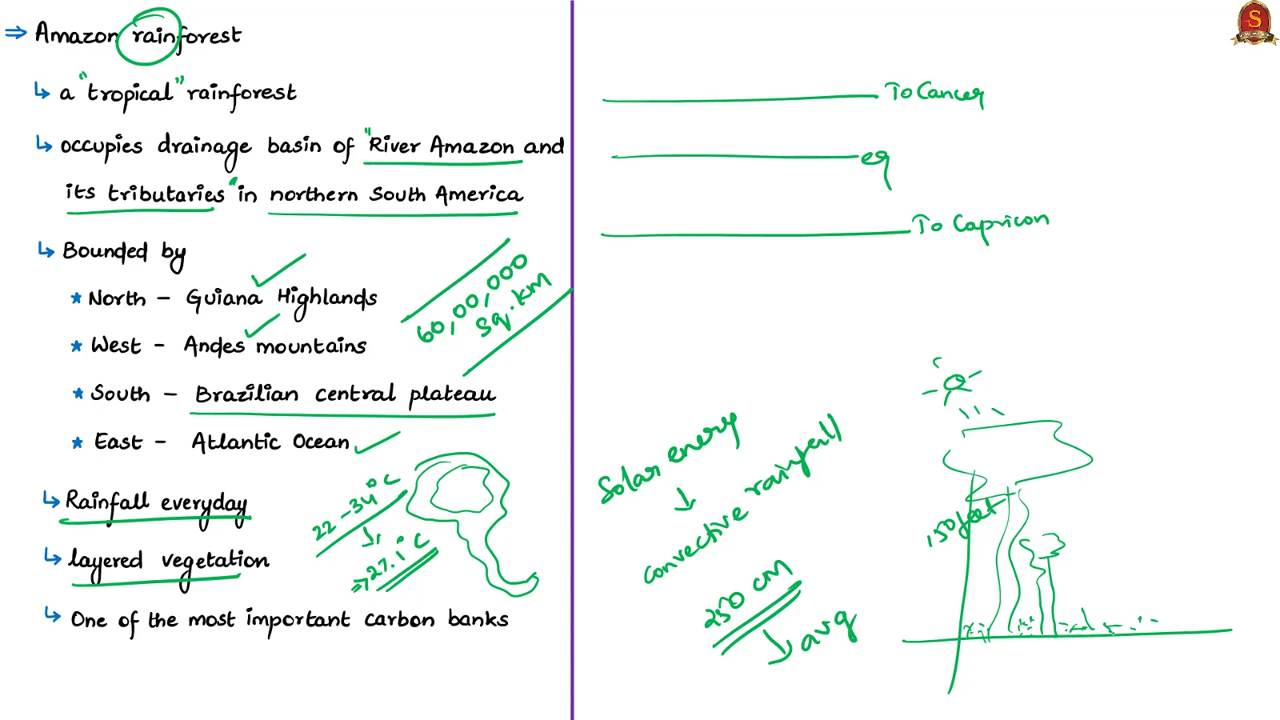 ⇒ Amazon rainforest
↳ a "tropical" rainforest
↳ occupies drainage basin of "River Amazon and
its tributaries" in northern South America
↳ Bounded by
* North - Guiana Highlands
* West - Andes mountains
* South - Brazilian central plateau
* East - Atlantic Ocean
60,00,000
Sq.KM
↳ Rainfall everyday
↳ layered vegetation
↳ One of the most important carbon banks
22-34°C
↓
⇒ 27.1°C
To Cancer
eq
To Capricon
Solar energy
↓
convective rainfall
250 cm
↓ avg
150 feet
S